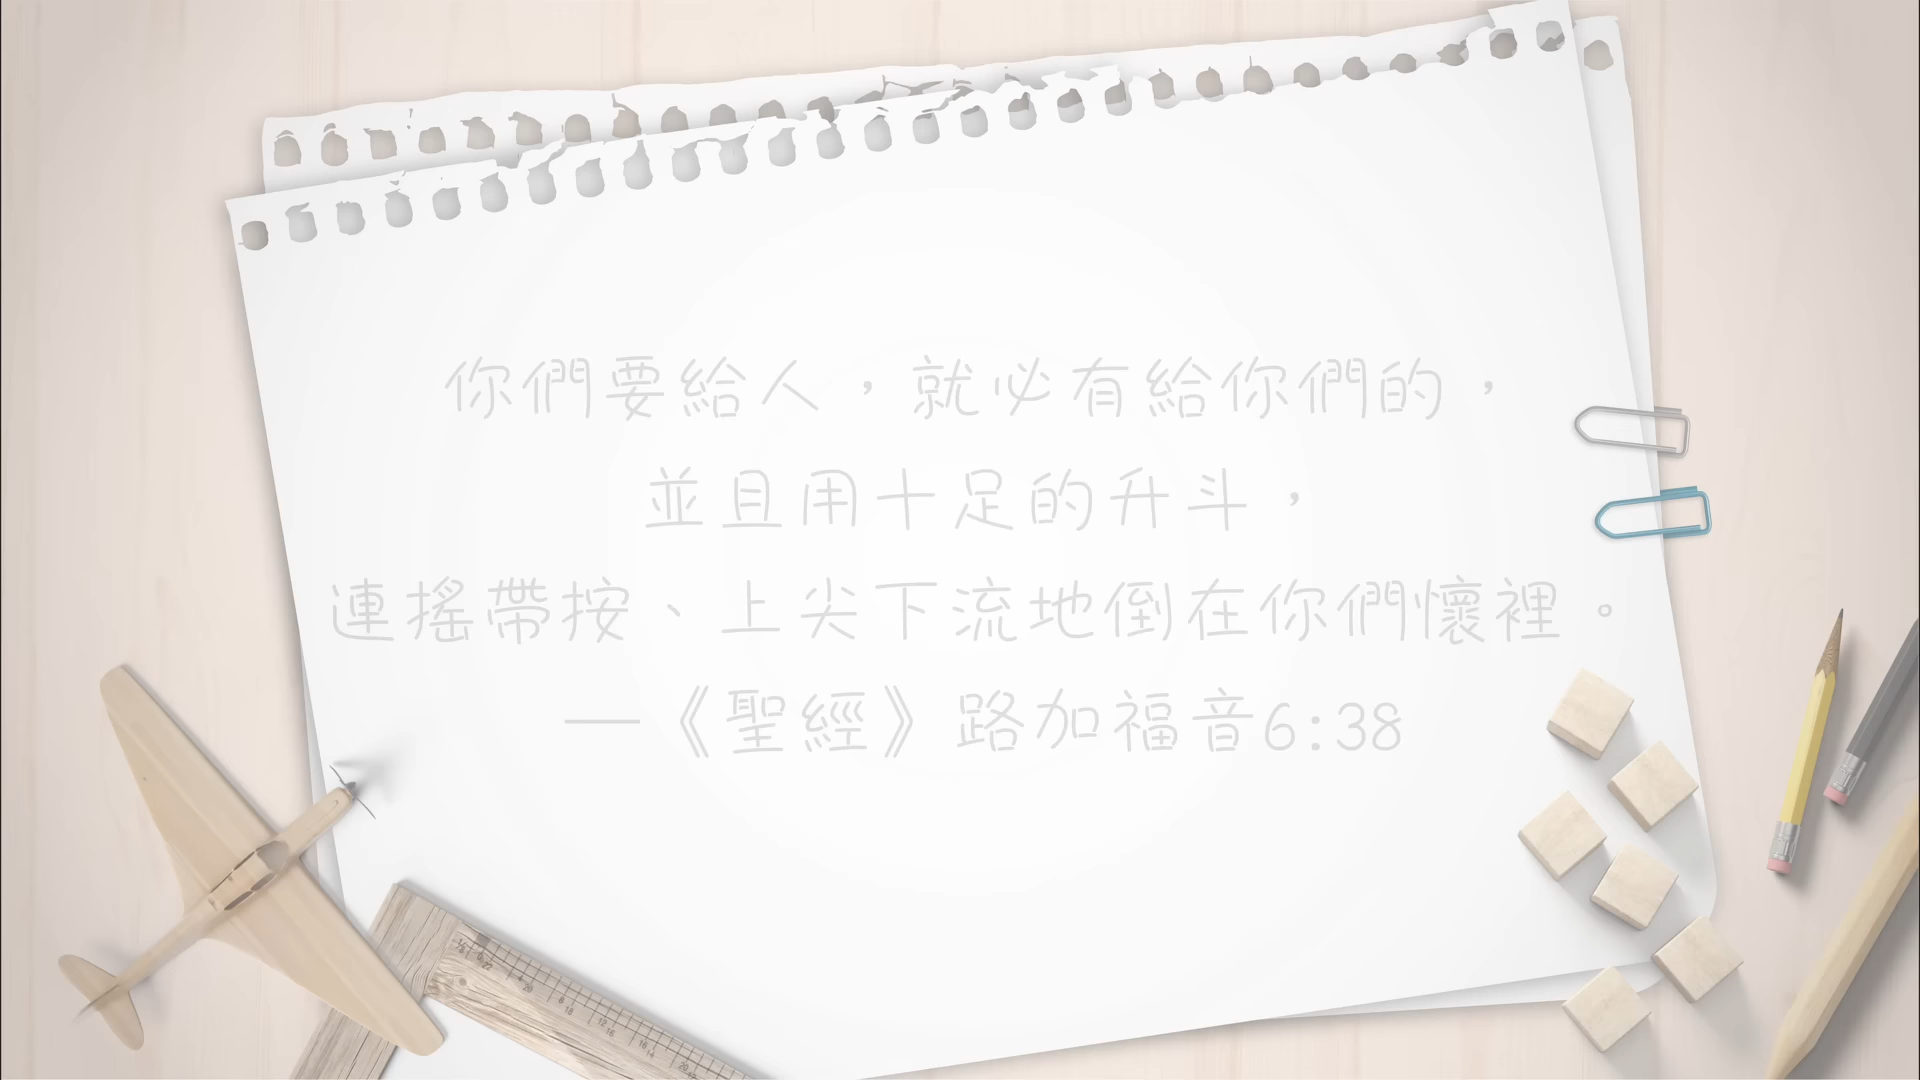 你們要給人，就必有給你們的，
並且用十足的升斗，
連搖帶按、上尖下流地倒在你們懷裡。
—《聖經》路加福音6:38